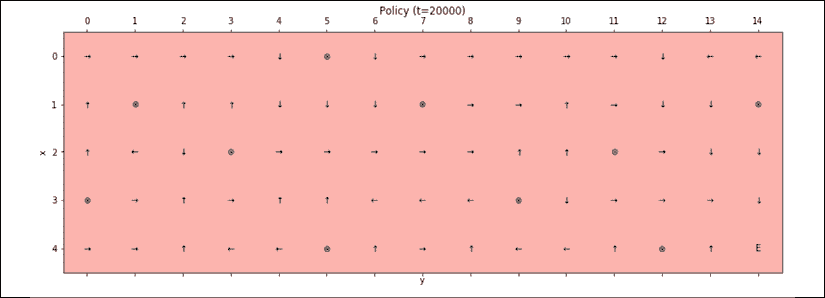 Policy (t=20000)
0 1 2 3 4 5 6 7 8 9 10 11 12 13 14
0 → → → → ↓ ⊗ ↓ → → → → → ↓ ← ←
1 ↑ ⊗ ↑ ↑ ↓ ↓ ↓ ⊗ → → ↑ → ↓ ↓ ⊗
x 2 ↑ ← ↓ ⊗ → → → → → ↑ ↑ ⊗ → ↓ ↓
3 ⊗ → ↑ → ↑ ↑ ← ← ← ⊗ ↓ → → → ↓
4 → → ↑ ← ← ⊗ ↑ → ↑ ← ← ↑ ⊗ ↑ E
y